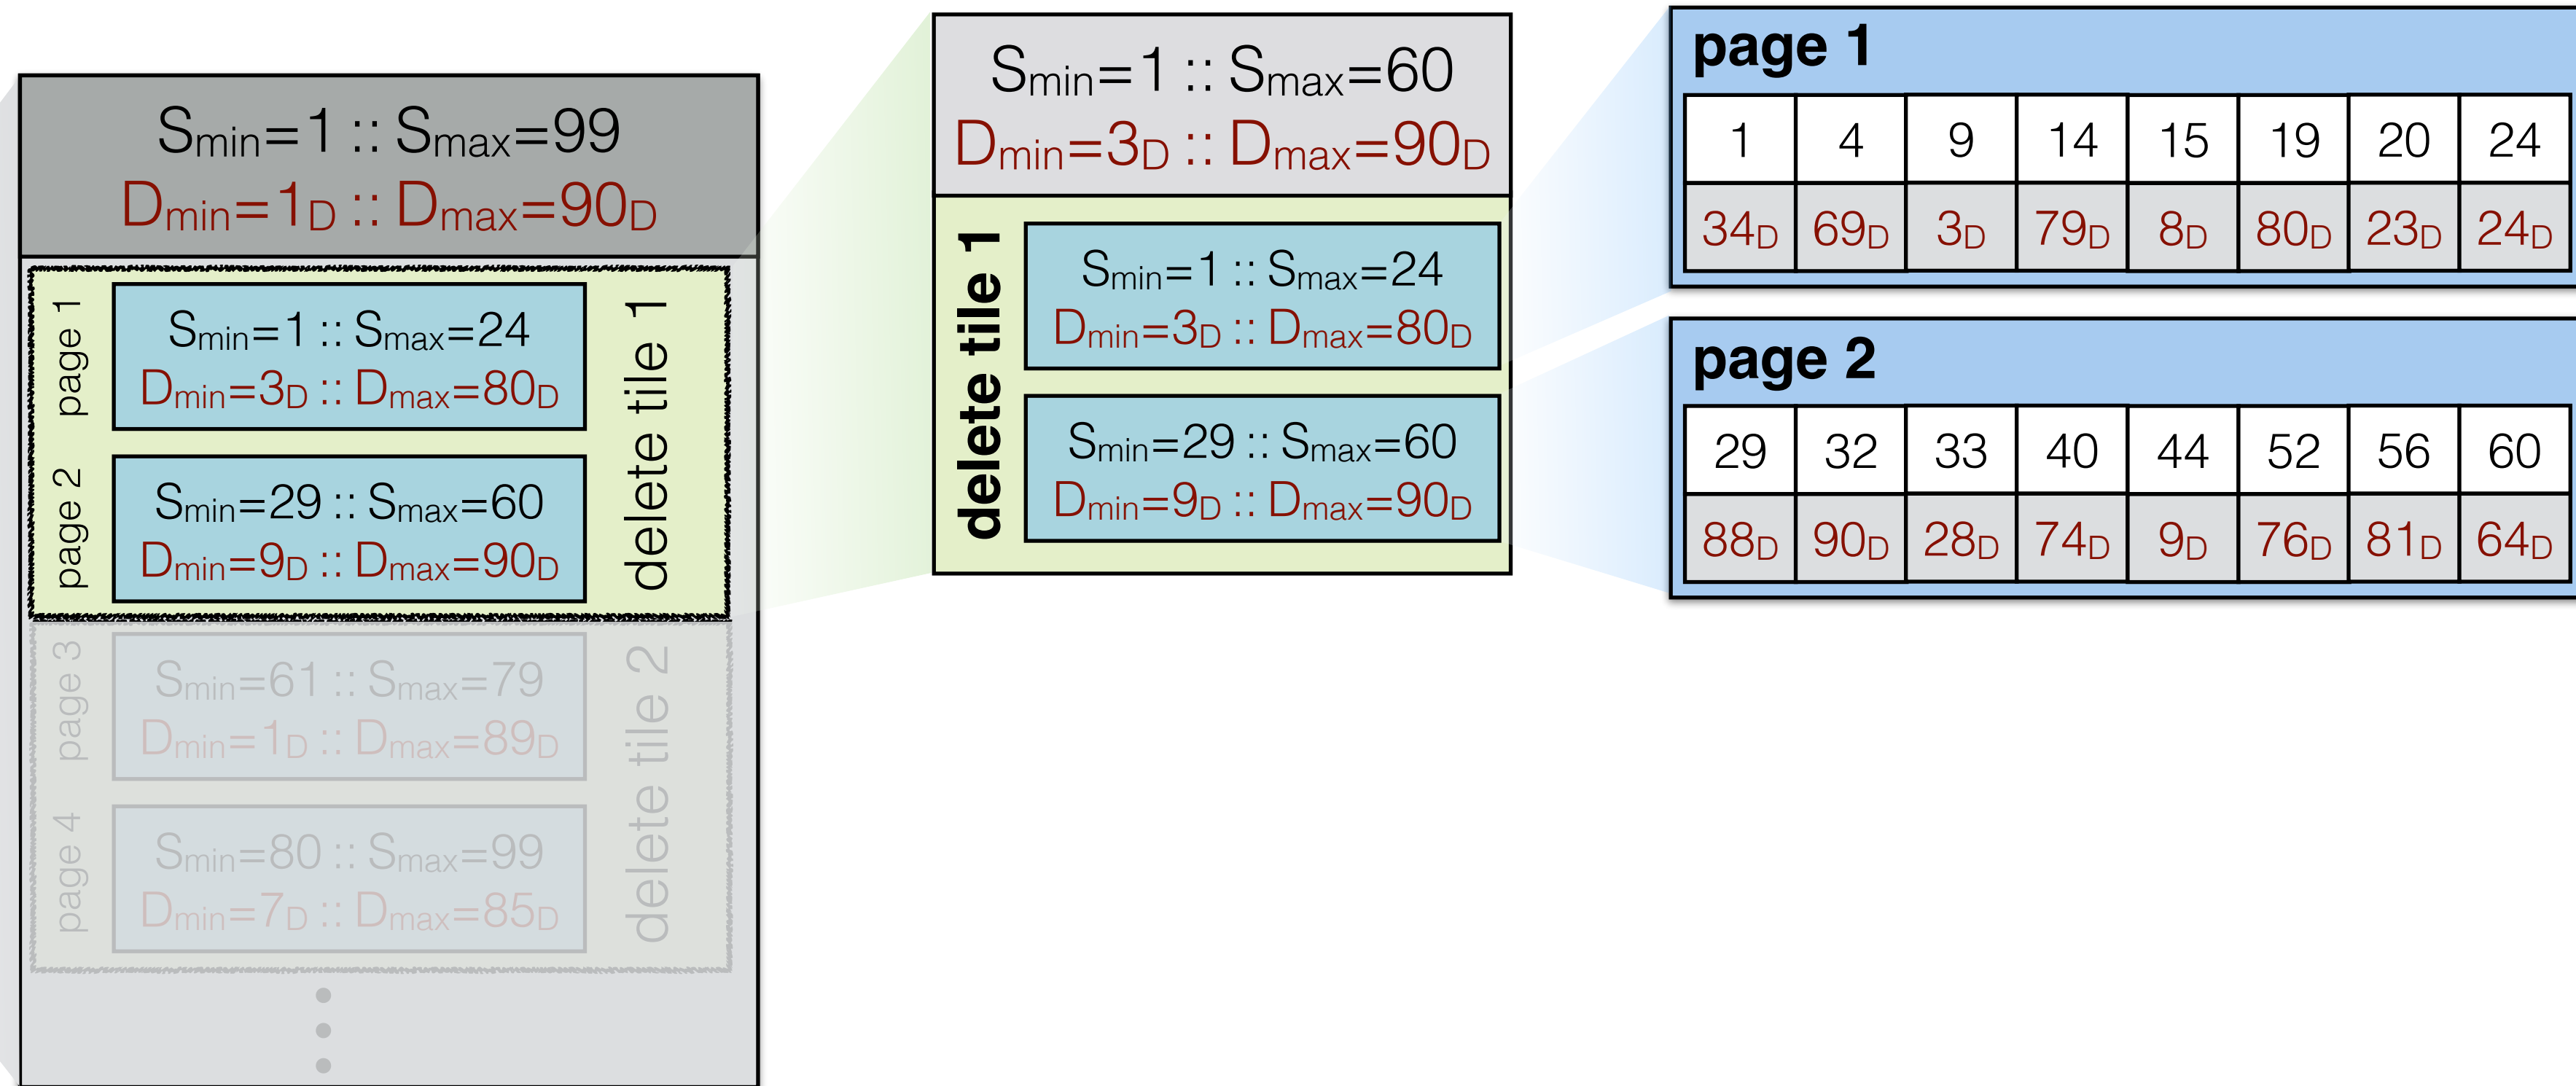 Smin=1 :: Smax=99
Dmin=1D :: Dmax=90D
page 1
Smin=1 :: Smax=24
Dmin=3D :: Dmax=80D
page 2
Smin=29 :: Smax=60
Dmin=9D :: Dmax=90D
delete tile 1
page 3
Smin=61 :: Smax=79
Dmin=1D :: Dmax=89D
page 4
Smin=80 :: Smax=99
Dmin=7D :: Dmax=85D
delete tile 2
Smin=1 :: Smax=60
Dmin=3D :: Dmax=90D
delete tile 1
Smin=1 :: Smax=24
Dmin=3D :: Dmax=80D
Smin=29 :: Smax=60
Dmin=9D :: Dmax=90D
page 1
1 4 9 14 15 19 20 24
34D 69D 3D 79D 8D 80D 23D 24D
page 2
29 32 33 40 44 52 56 60
88D 90D 28D 74D 9D 76D 81D 64D